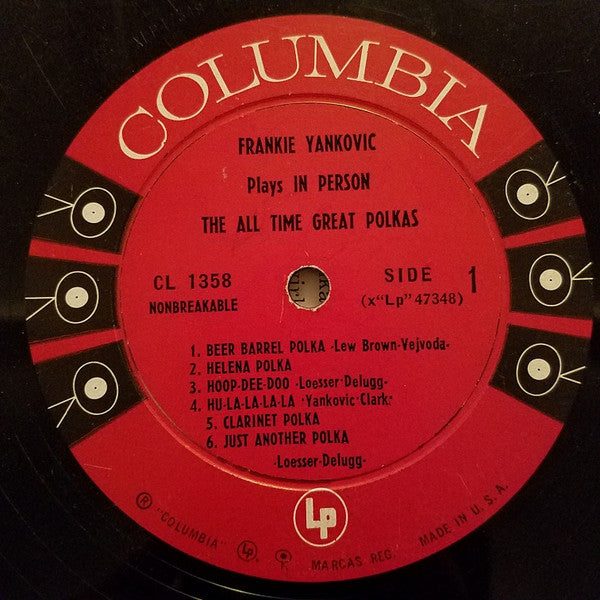 COLUMBIA
FRANKIE YANKOVIC
Plays IN PERSON
THE ALL TIME GREAT POLKAS
CL 1358
NONBREAKABLE
SIDE 1
(x"Lp" 47348)
1. BEER BARREL POLKA -Lew Brown-Vejvoda-
2. HELENA POLKA
3. HOOP-DEE-DOO -Loesser-Delugg-
4. HU-LA-LA-LA-LA -Yankovic-Clark-
5. CLARINET POLKA
6. JUST ANOTHER POLKA
-Loesser-Delugg-
Lp
® "COLUMBIA" Lp MARCAS REG. MADE IN U.S.A.